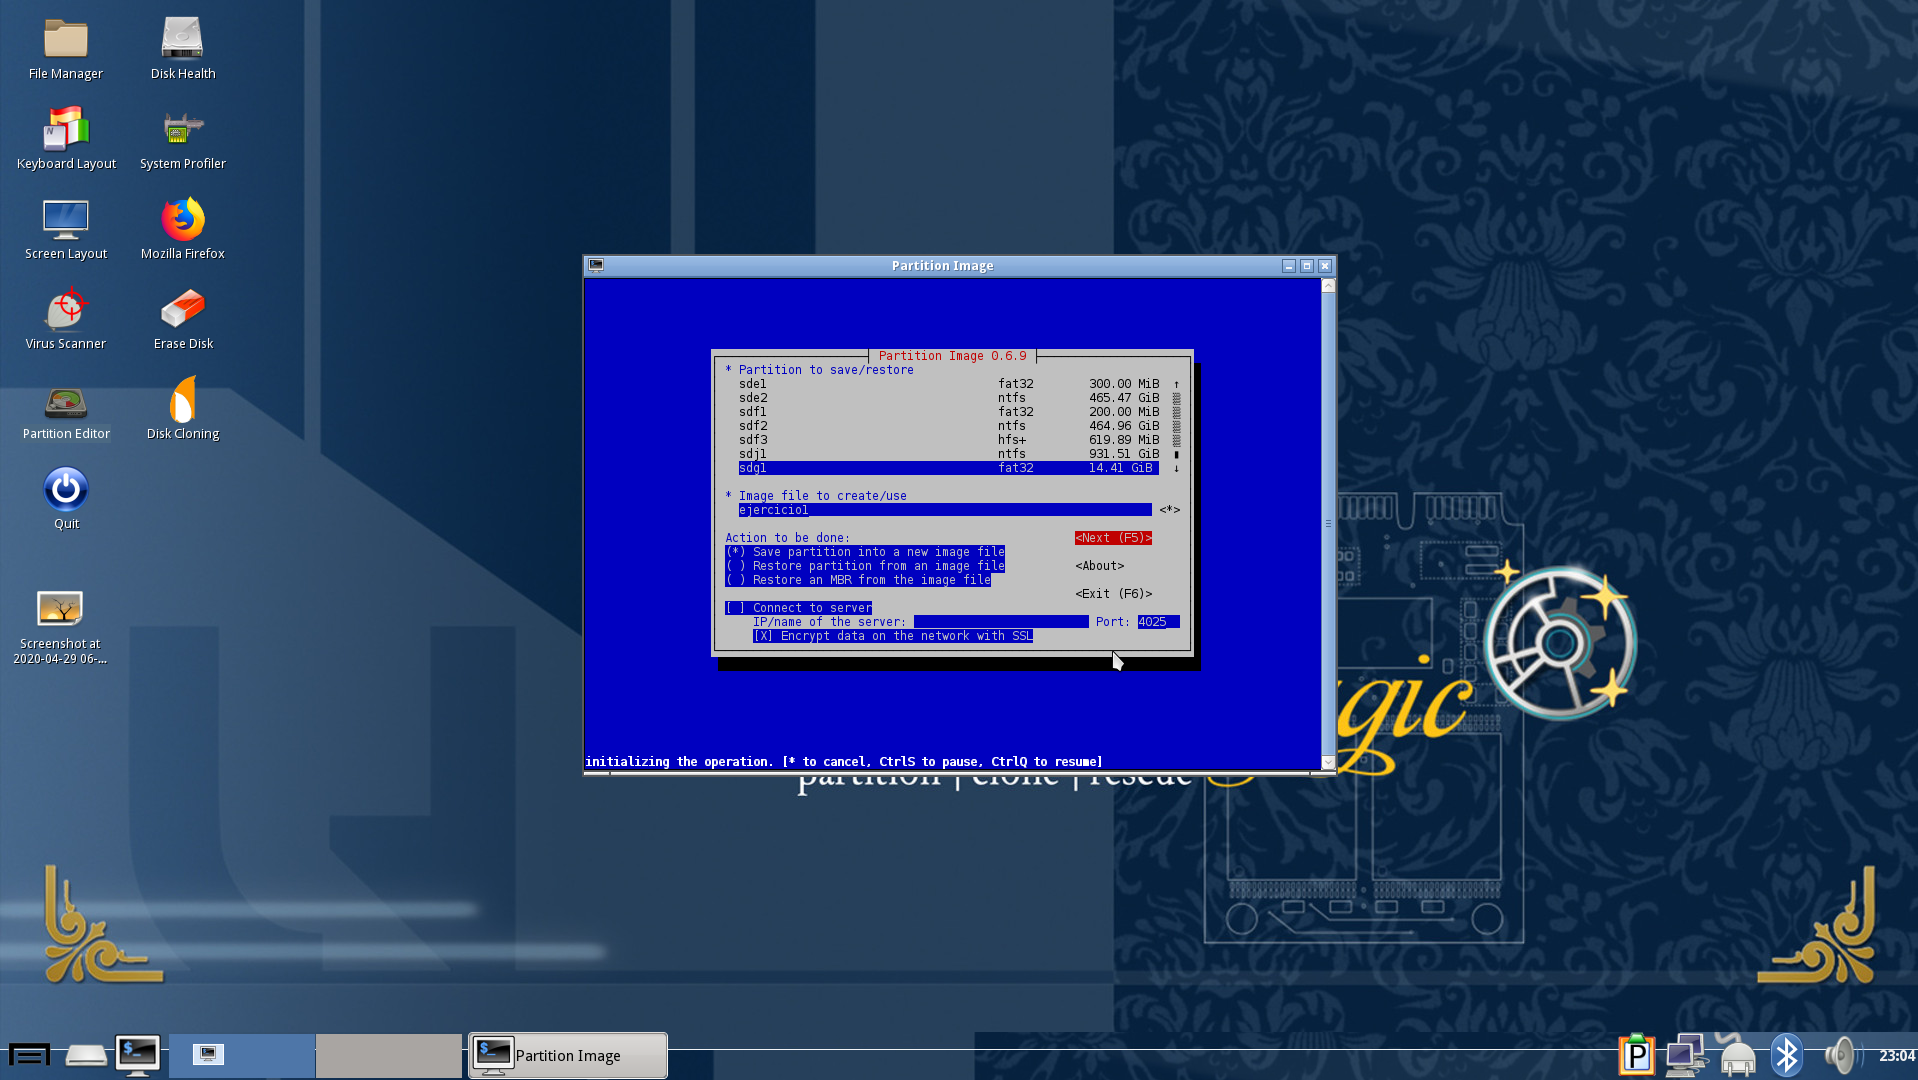 File Manager
Disk Health
Keyboard Layout
System Profiler
Screen Layout
Mozilla Firefox
Virus Scanner
Erase Disk
Partition Editor
Disk Cloning
Quit
Screenshot at
2020-04-29 06-...
Partition Image
Partition Image 0.6.9
* Partition to save/restore
sde1 fat32 300.00 MiB ↑
sde2 ntfs 465.47 GiB
sdf1 fat32 200.00 MiB
sdf2 ntfs 464.96 GiB
sdf3 hfs+ 619.89 MiB
sdj1 ntfs 931.51 GiB
sdg1 fat32 14.41 GiB ↓
* Image file to create/use
ejercicio1 <*>
Action to be done: <Next (F5)>
(*) Save partition into a new image file
( ) Restore partition from an image file <About>
( ) Restore an MBR from the image file
<Exit (F6)>
[ ] Connect to server
IP/name of the server: Port: 4025
[X] Encrypt data on the network with SSL
initializing the operation. [* to cancel, CtrlS to pause, CtrlQ to resume]
gic
partition | clone | rescue
Partition Image
P
23:04